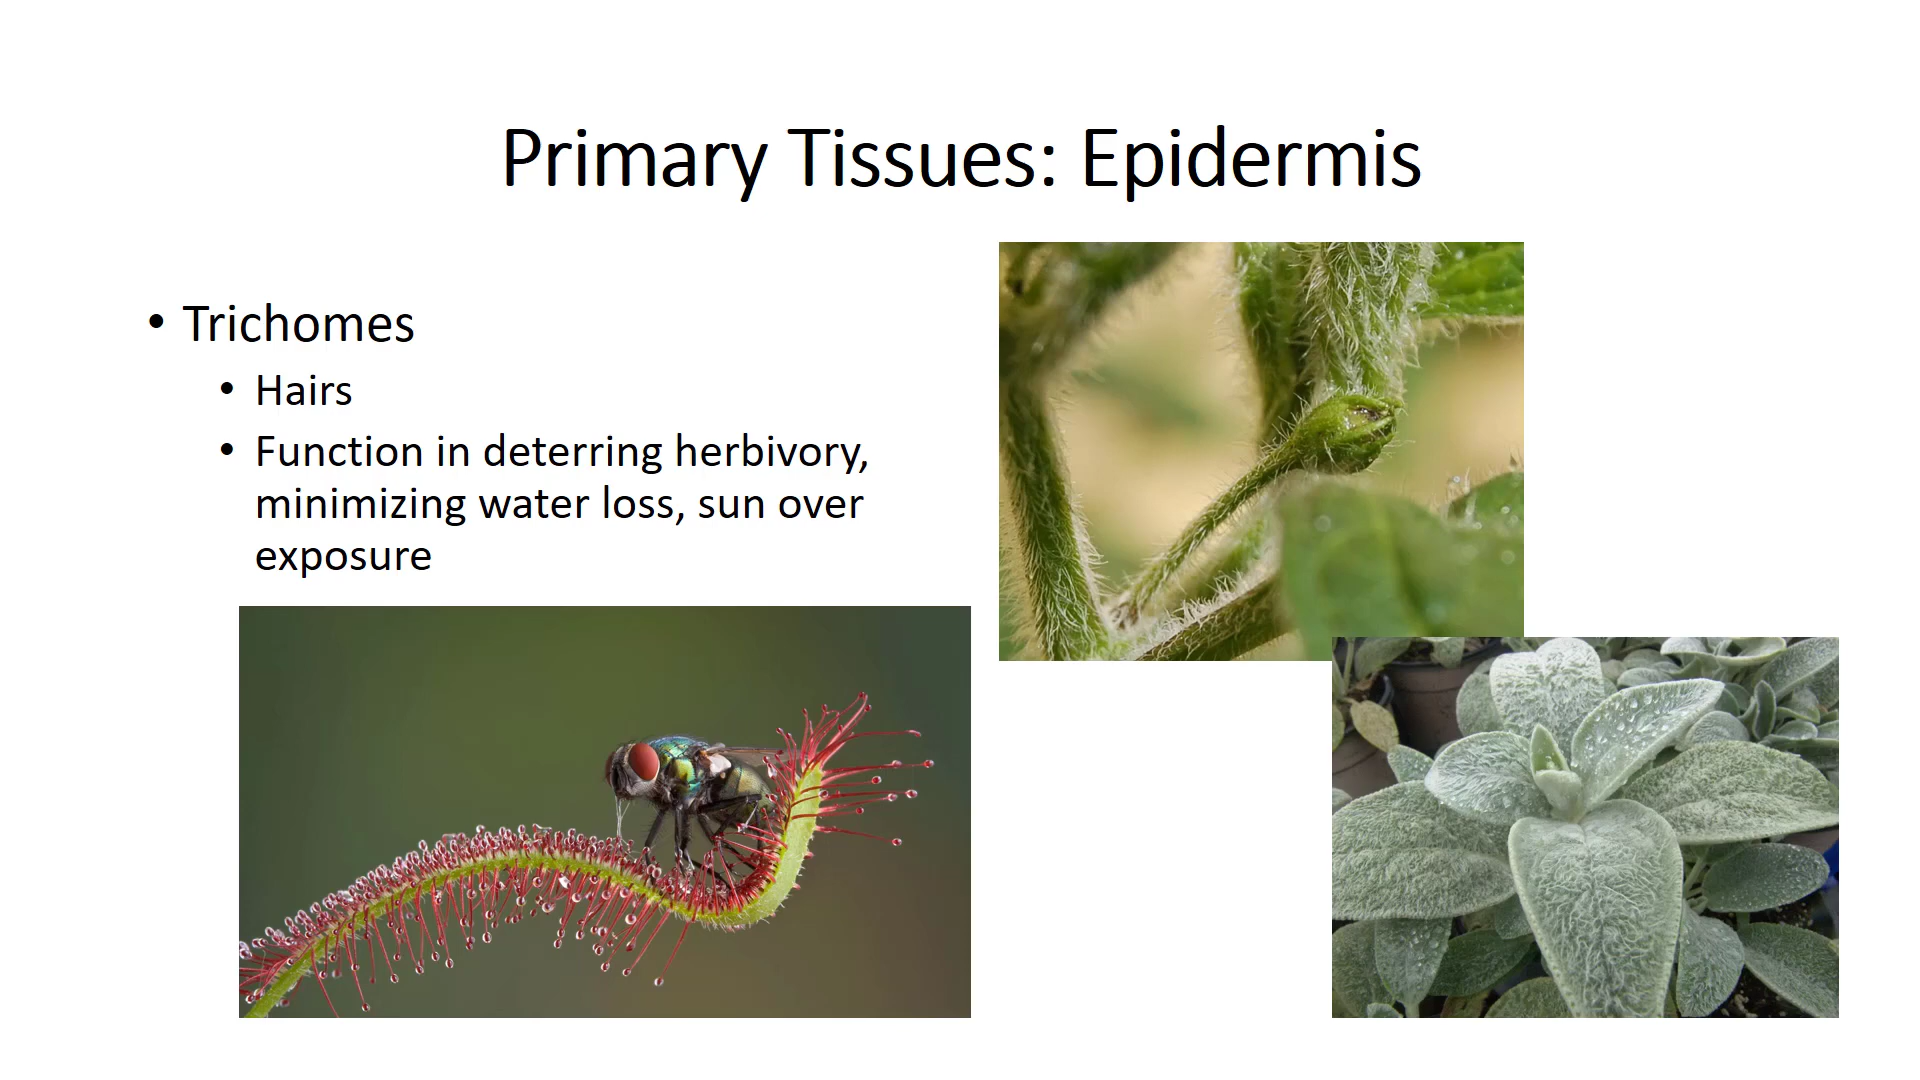 Primary Tissues: Epidermis
• Trichomes
• Hairs
• Function in deterring herbivory,
minimizing water loss, sun over
exposure